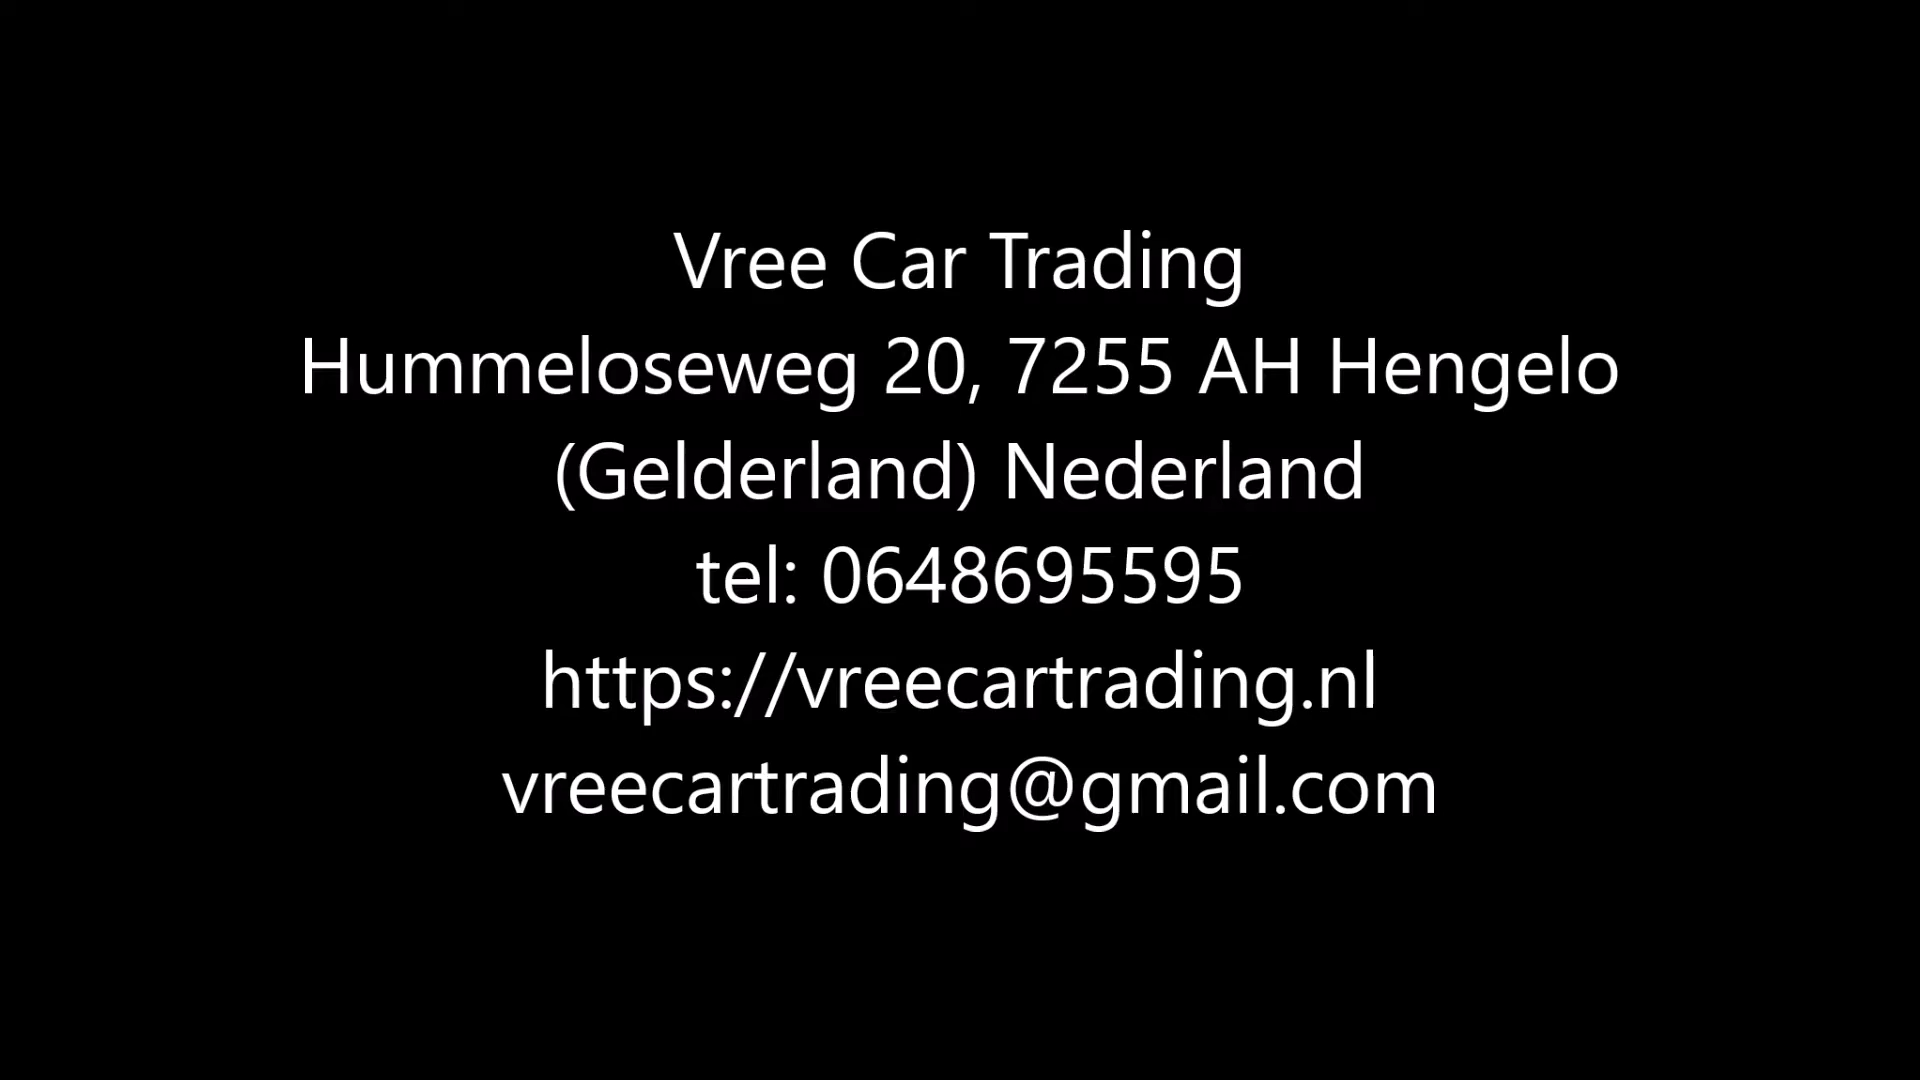 Vree Car Trading
Hummeloseweg 20, 7255 AH Hengelo
(Gelderland) Nederland
tel: 0648695595
https://vreecartrading.nl
vreecartrading@gmail.com